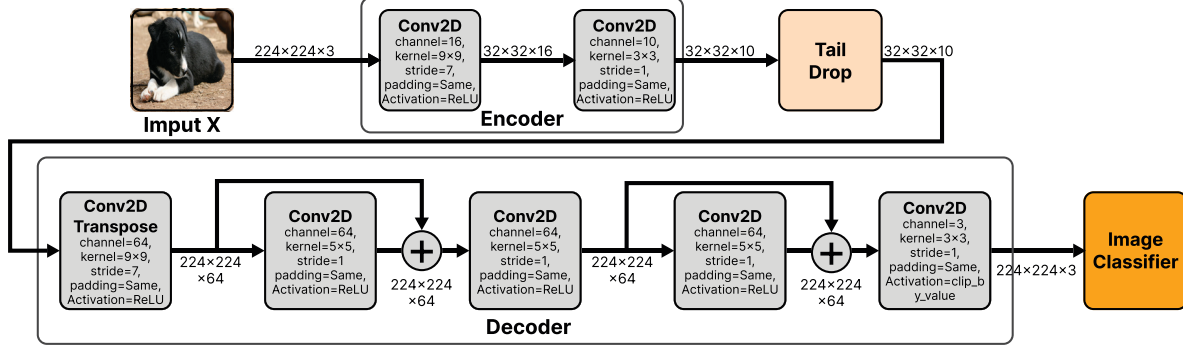 224×224×3
Conv2D
channel=16,
kernel=9×9,
stride=7,
padding=Same,
Activation=ReLU
32×32×16
Conv2D
channel=10,
kernel=3×3,
stride=1,
padding=Same,
Activation=ReLU
32×32×10
Tail
Drop
32×32×10
Imput X
Encoder
Conv2D
Transpose
channel=64,
kernel=9×9,
stride=7,
padding=Same,
Activation=ReLU
224×224
×64
Conv2D
channel=64,
kernel=5×5,
stride=1
padding=Same,
Activation=ReLU
+
224×224
×64
Conv2D
channel=64,
kernel=5×5,
stride=1,
padding=Same,
Activation=ReLU
224×224
×64
Conv2D
channel=64,
kernel=5×5,
stride=1,
padding=Same,
Activation=ReLU
+
224×224
×64
Conv2D
channel=3,
kernel=3×3,
stride=1,
padding=Same,
Activation=clip_b
y_value
224×224×3
Image
Classifier
Decoder